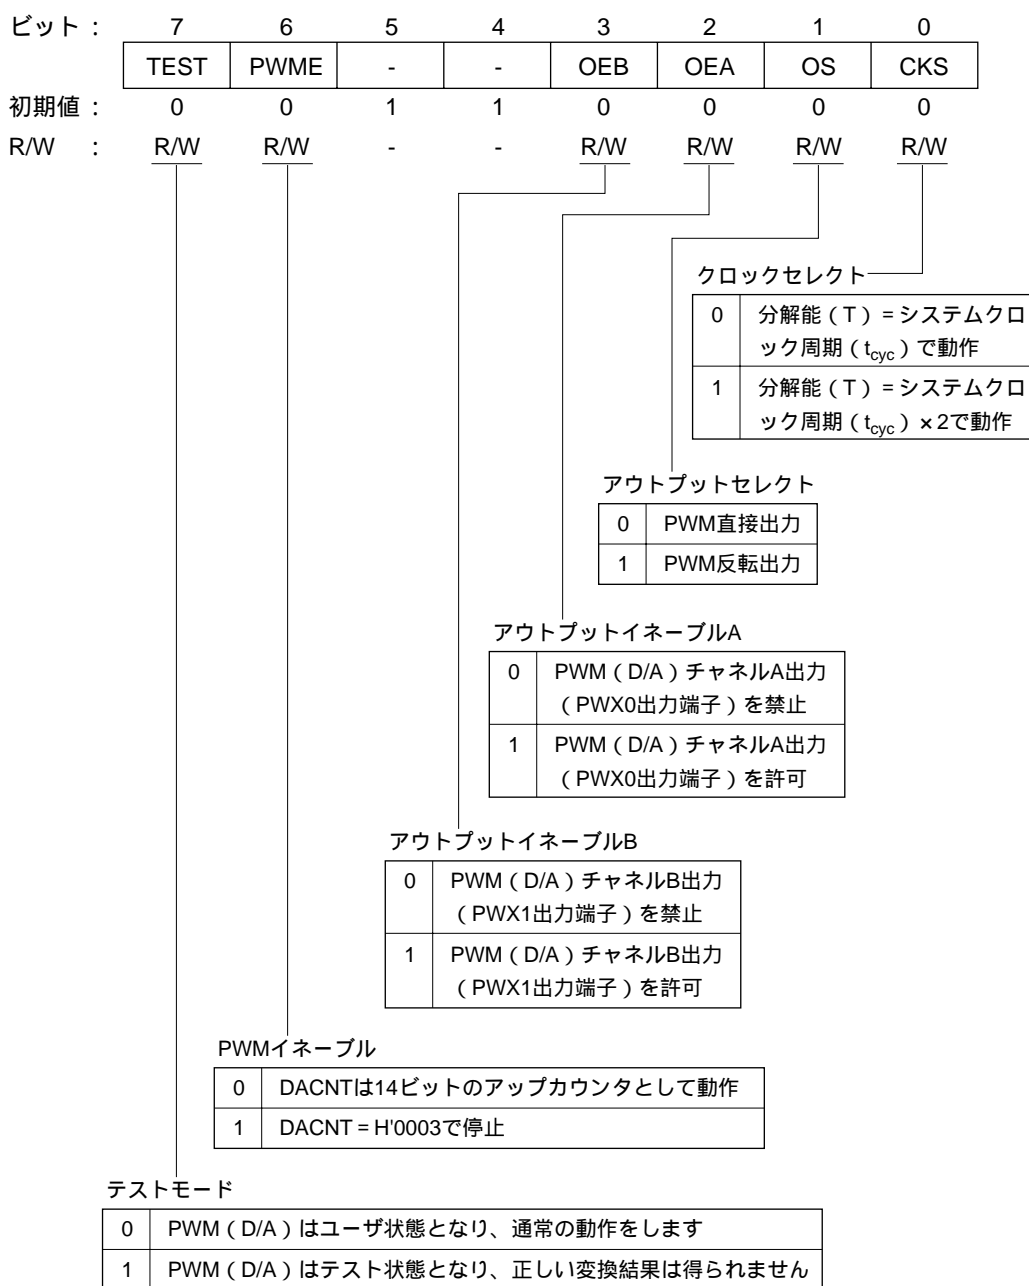 ビット： 7 6 5 4 3 2 1 0
TEST PWME - - OEB OEA OS CKS
初期値： 0 0 1 1 0 0 0 0
R/W ： R/W R/W - - R/W R/W R/W R/W
クロックセレクト
0 分解能（T）=システムクロ
ック周期（tcyc）で動作
1 分解能（T）=システムクロ
ック周期（tcyc）×2で動作
アウトプットセレクト
0 PWM直接出力
1 PWM反転出力
アウトプットイネーブルA
0 PWM（D/A）チャネルA出力
（PWX0出力端子）を禁止
1 PWM（D/A）チャネルA出力
（PWX0出力端子）を許可
アウトプットイネーブルB
0 PWM（D/A）チャネルB出力
（PWX1出力端子）を禁止
1 PWM（D/A）チャネルB出力
（PWX1出力端子）を許可
PWMイネーブル
0 DACNTは14ビットのアップカウンタとして動作
1 DACNT = H'0003で停止
テストモード
0 PWM（D/A）はユーザ状態となり、通常の動作をします
1 PWM（D/A）はテスト状態となり、正しい変換結果は得られません